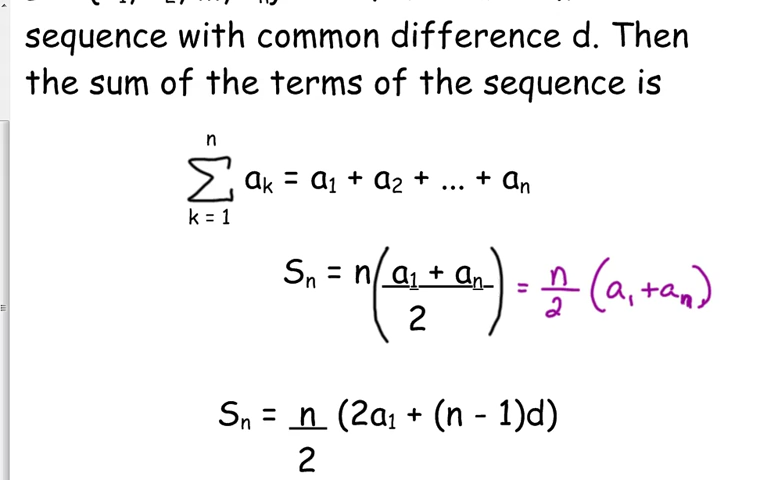 sequence with common difference d. Then
the sum of the terms of the sequence is
n
∑ aₖ = a₁ + a₂ + ... + aₙ
k = 1
Sₙ = n(a₁ + aₙ / 2) = n/2 (a₁ + aₙ)
Sₙ = n/2 (2a₁ + (n - 1)d)